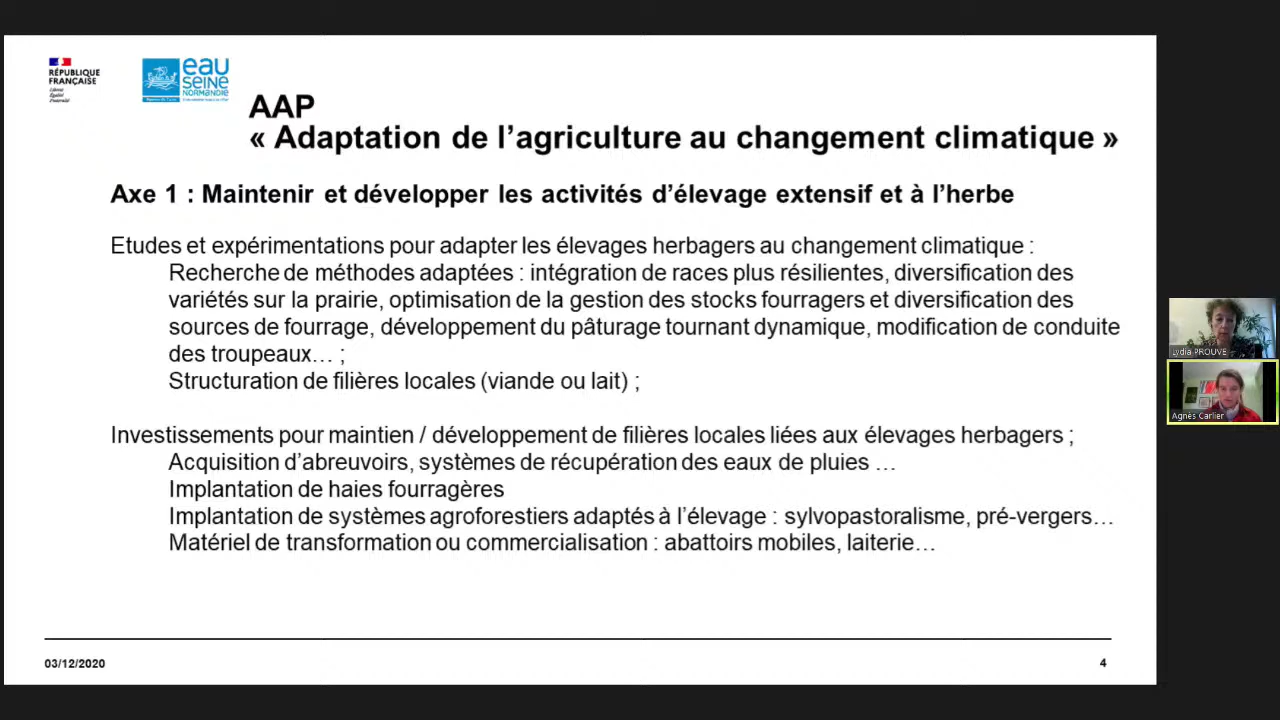 RÉPUBLIQUE
FRANÇAISE
Liberté
Égalité
Fraternité
eau
SEINE
NORMANDIE
AAP
« Adaptation de l’agriculture au changement climatique »
Axe 1 : Maintenir et développer les activités d’élevage extensif et à l’herbe
Etudes et expérimentations pour adapter les élevages herbagers au changement climatique :
Recherche de méthodes adaptées : intégration de races plus résilientes, diversification des
variétés sur la prairie, optimisation de la gestion des stocks fourragers et diversification des
sources de fourrage, développement du pâturage tournant dynamique, modification de conduite
des troupeaux… ;
Structuration de filières locales (viande ou lait) ;
Investissements pour maintien / développement de filières locales liées aux élevages herbagers ;
Acquisition d’abreuvoirs, systèmes de récupération des eaux de pluies …
Implantation de haies fourragères
Implantation de systèmes agroforestiers adaptés à l’élevage : sylvopastoralisme, pré-vergers…
Matériel de transformation ou commercialisation : abattoirs mobiles, laiterie…
Lydia PROUVE
Agnès Carlier
03/12/2020
4